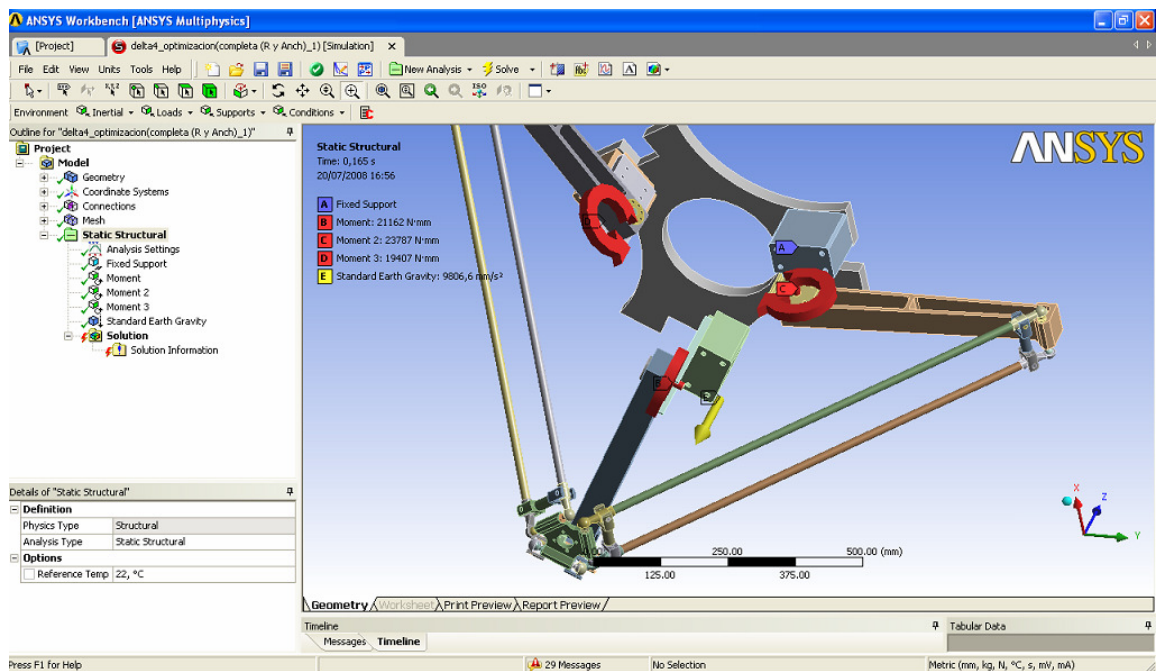 ANSYS Workbench [ANSYS Multiphysics]
[Project] delta4_optimizacion(completa (R y Anch)_1) [Simulation] ×
File Edit View Units Tools Help New Analysis Solve A
ISO
Environment Inertial Loads Supports Conditions
Outline for "delta4_optimizacion(completa (R y Anch)_1)"
Project
Model
Geometry
Coordinate Systems
Connections
Mesh
Static Structural
Analysis Settings
Fixed Support
Moment
Moment 2
Moment 3
Standard Earth Gravity
Solution
Solution Information
Details of "Static Structural"
Definition
Physics Type Structural
Analysis Type Static Structural
Options
Reference Temp 22, °C
Static Structural
Time: 0,165 s
20/07/2008 16:56
A Fixed Support
B Moment: 21162 N·mm
C Moment 2: 23787 N·mm
D Moment 3: 19407 N·mm
E Standard Earth Gravity: 9806,6 mm/s²
ANSYS
A
C
B
X
Z
Y
0.00 250.00 500.00 (mm)
125.00 375.00
Geometry Worksheet Print Preview Report Preview
Timeline
Messages Timeline
Tabular Data
Press F1 for Help 29 Messages No Selection Metric (mm, kg, N, °C, s, mV, mA)